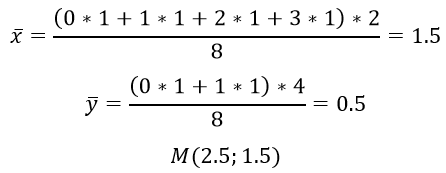 x̄ = (0 * 1 + 1 * 1 + 2 * 1 + 3 * 1) * 2 / 8 = 1.5
ȳ = (0 * 1 + 1 * 1) * 4 / 8 = 0.5
M(2.5; 1.5)